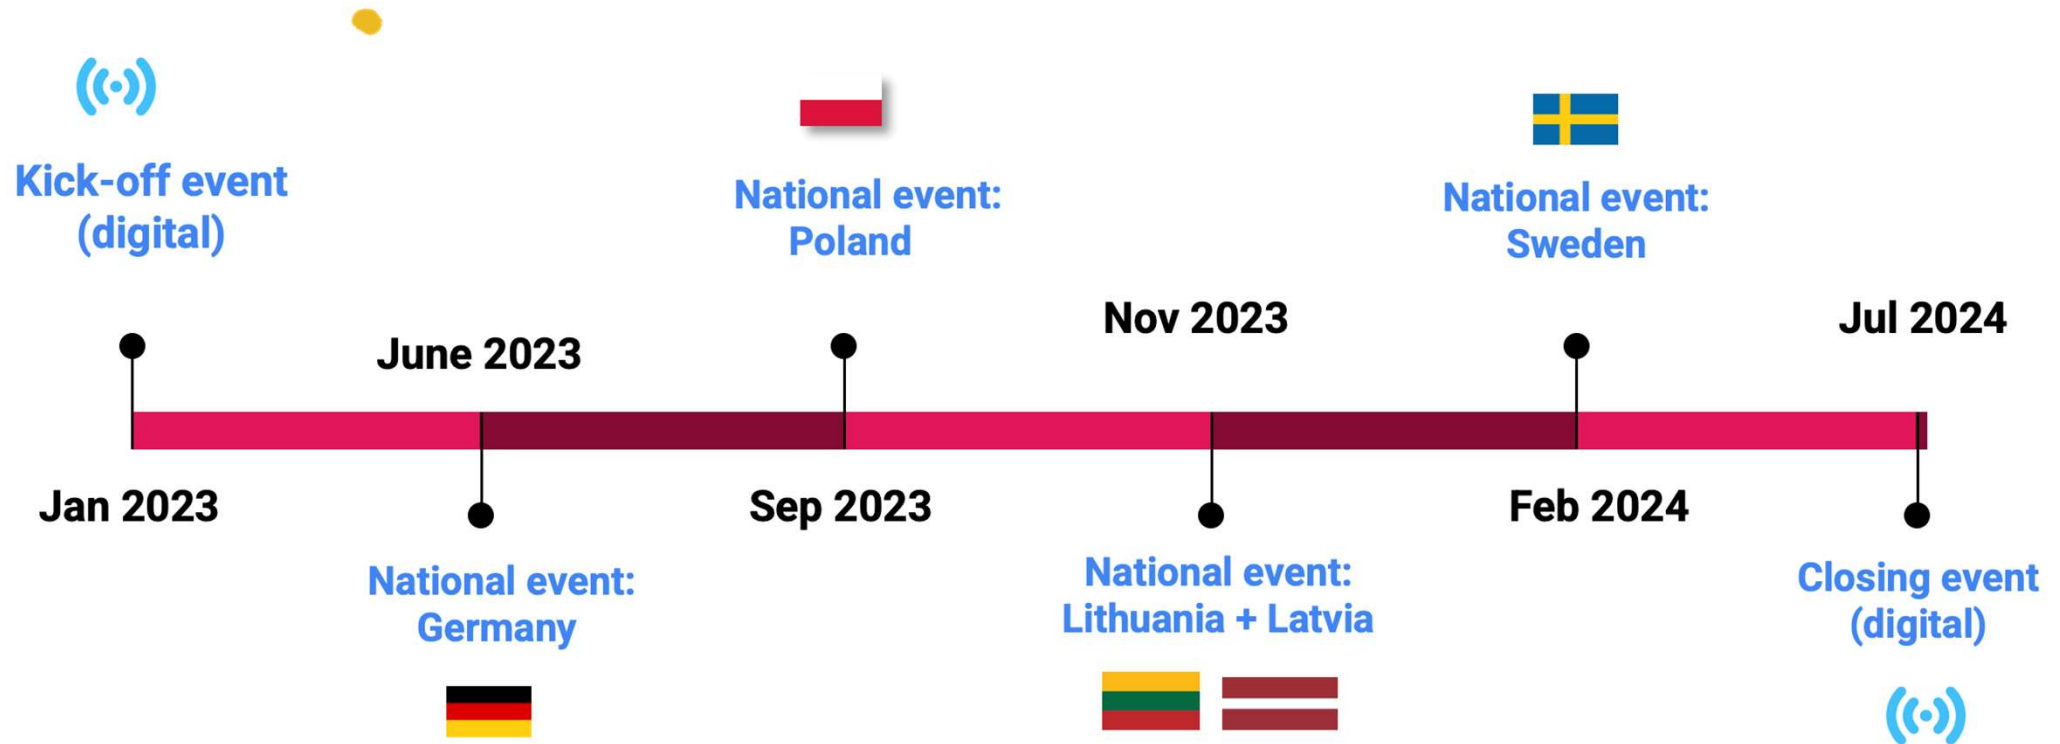 Kick-off event
(digital)
Jan 2023
June 2023
National event:
Germany
National event:
Poland
Sep 2023
Nov 2023
National event:
Lithuania + Latvia
National event:
Sweden
Feb 2024
Jul 2024
Closing event
(digital)